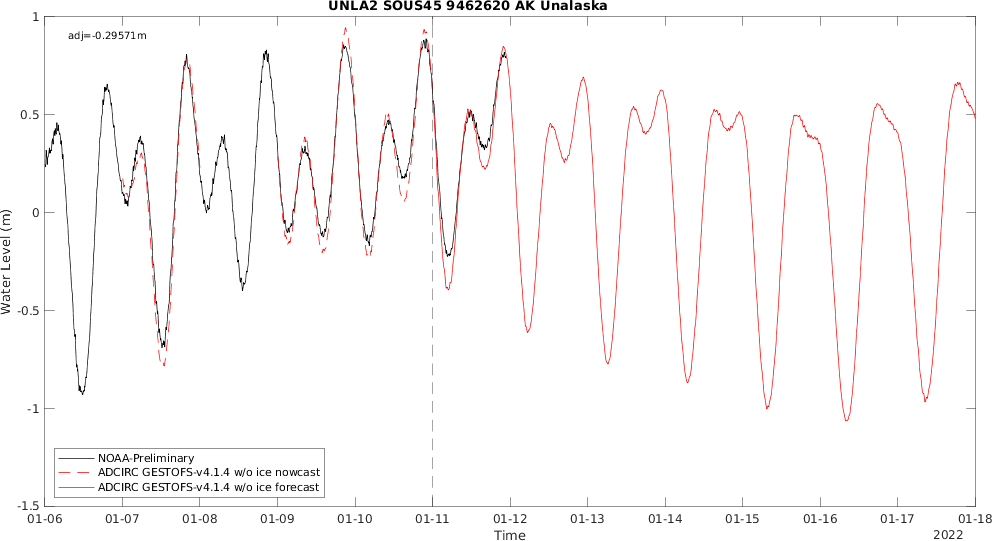 UNLA2 SOUS45 9462620 AK Unalaska
adj=-0.29571m
1
0.5
0
-0.5
-1
-1.5
Water Level (m)
NOAA-Preliminary
ADCIRC GESTOFS-v4.1.4 w/o ice nowcast
ADCIRC GESTOFS-v4.1.4 w/o ice forecast
01-06 01-07 01-08 01-09 01-10 01-11 01-12 01-13 01-14 01-15 01-16 01-17 01-18
Time
2022